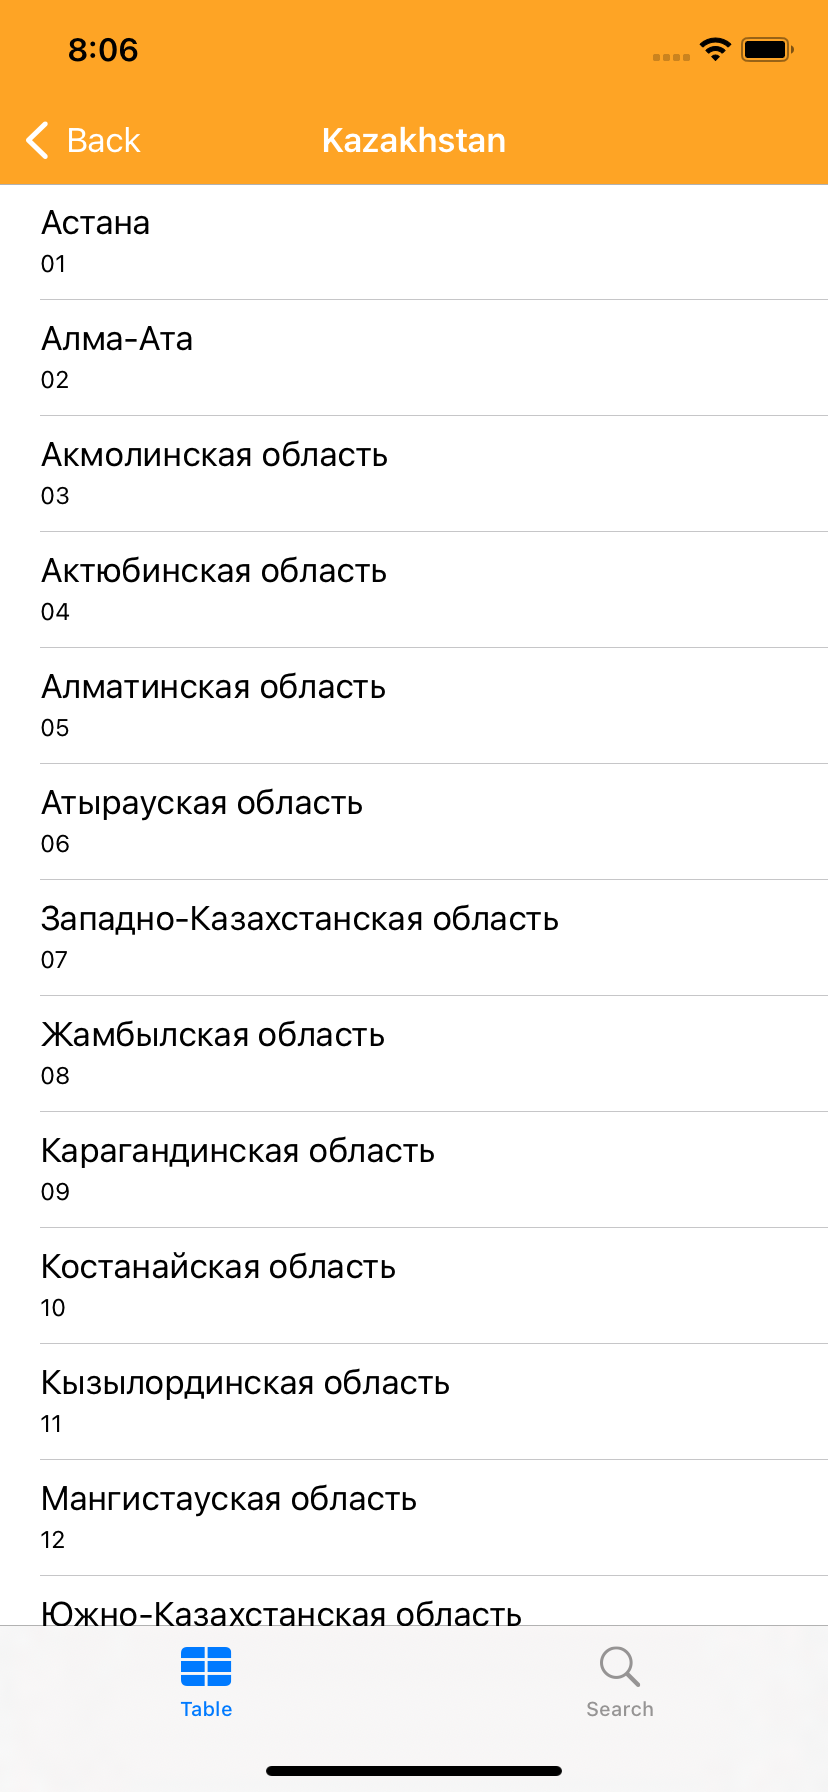 8:06
Back
Kazakhstan
Астана
01
Алма-Ата
02
Акмолинская область
03
Актюбинская область
04
Алматинская область
05
Атырауская область
06
Западно-Казахстанская область
07
Жамбылская область
08
Карагандинская область
09
Костанайская область
10
Кызылординская область
11
Мангистауская область
12
Южно-Казахстанская область
Table
Search